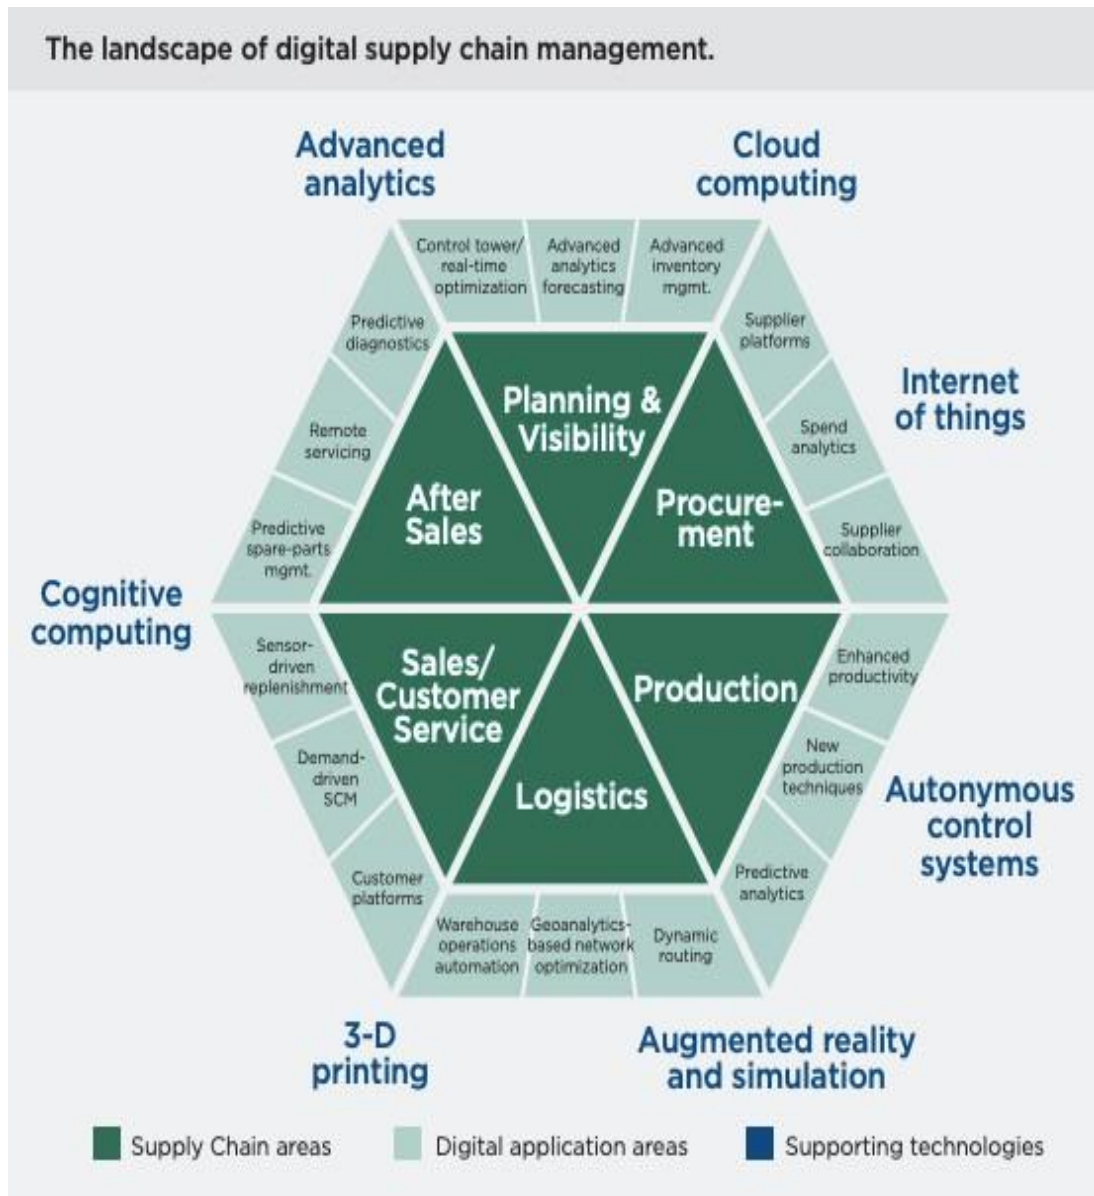 The landscape of digital supply chain management.
Advanced
analytics
Cloud
computing
Control tower/
real-time
optimization
Advanced
analytics
forecasting
Advanced
inventory
mgmt.
Predictive
diagnostics
Supplier
platforms
Planning &
Visibility
Internet
of things
Remote
servicing
Spend
analytics
After
Sales
Procure-
ment
Predictive
spare-parts
mgmt.
Supplier
collaboration
Cognitive
computing
Sensor-
driven
replenishment
Sales/
Customer
Service
Production
Enhanced
productivity
Demand-
driven
SCM
New
production
techniques
Logistics
Autonymous
control
systems
Customer
platforms
Predictive
analytics
Warehouse
operations
automation
Geoanalytics-
based network
optimization
Dynamic
routing
3-D
printing
Augmented reality
and simulation
Supply Chain areas
Digital application areas
Supporting technologies